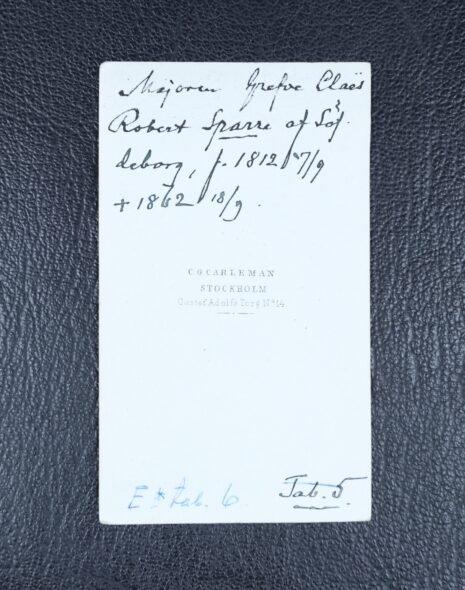 Majoren Grefve Claës
Robert Sparre af Söf-
deborg, f. 1812 7/9
+ 1862 18/9.
C.G. CARLEMAN
STOCKHOLM
Gustaf Adolfs Torg Nº 14
E * tab. 6.
Tab. 5.